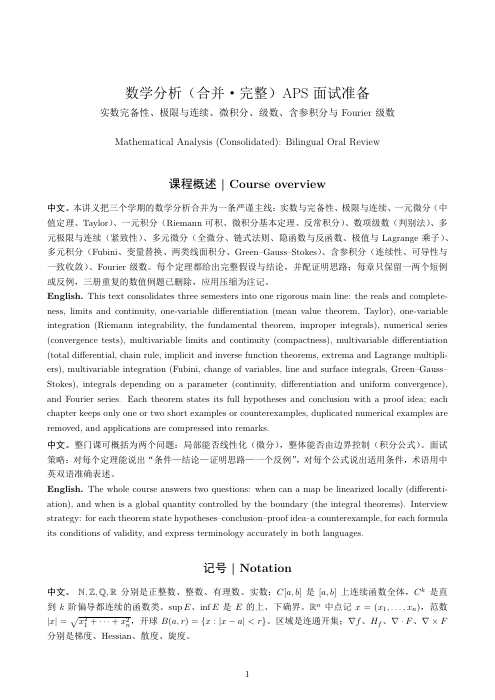 数学分析（合并·完整）APS 面试准备
实数完备性、极限与连续、微积分、级数、含参积分与 Fourier 级数
Mathematical Analysis (Consolidated): Bilingual Oral Review
课程概述 | Course overview
中文。本讲义把三个学期的数学分析合并为一条严谨主线：实数与完备性、极限与连续、一元微分（中
值定理、Taylor）、一元积分（Riemann 可积、微积分基本定理、反常积分）、数项级数（判别法）、多
元极限与连续（紧致性）、多元微分（全微分、链式法则、隐函数与反函数、极值与 Lagrange 乘子）、
多元积分（Fubini、变量替换、两类线面积分、Green–Gauss–Stokes）、含参积分（连续性、可导性与
一致收敛）、Fourier 级数。每个定理都给出完整假设与结论，并配证明思路；每章只保留一两个短例
或反例，三册重复的数值例题已删除，应用压缩为注记。
English. This text consolidates three semesters into one rigorous main line: the reals and complete-
ness, limits and continuity, one-variable differentiation (mean value theorem, Taylor), one-variable
integration (Riemann integrability, the fundamental theorem, improper integrals), numerical series
(convergence tests), multivariable limits and continuity (compactness), multivariable differentiation
(total differential, chain rule, implicit and inverse function theorems, extrema and Lagrange multipli-
ers), multivariable integration (Fubini, change of variables, line and surface integrals, Green–Gauss–
Stokes), integrals depending on a parameter (continuity, differentiation and uniform convergence),
and Fourier series. Each theorem states its full hypotheses and conclusion with a proof idea; each
chapter keeps only one or two short examples or counterexamples, duplicated numerical examples are
removed, and applications are compressed into remarks.
中文。整门课可概括为两个问题：局部能否线性化（微分），整体能否由边界控制（积分公式）。面试
策略：对每个定理能说出“条件—结论—证明思路—一个反例”，对每个公式说出适用条件，术语用中
英双语准确表述。
English. The whole course answers two questions: when can a map be linearized locally (differenti-
ation), and when is a global quantity controlled by the boundary (the integral theorems). Interview
strategy: for each theorem state hypotheses–conclusion–proof idea–a counterexample, for each formula
its conditions of validity, and express terminology accurately in both languages.
记号 | Notation
中文。 ℕ, ℤ, ℚ, ℝ 分别是正整数、整数、有理数、实数；C[a, b] 是 [a, b] 上连续函数全体，C^k 是直
到 k 阶偏导都连续的函数类。sup E、inf E 是 E 的上、下确界。ℝ^n 中点记 x = (x_1, . . . , x_n)，范数
|x| = √(x_1^2 + · · · + x_n^2)，开球 B(a, r) = {x : |x − a| < r}。区域是连通开集；∇f、H_f、∇ · F、∇ × F
分别是梯度、Hessian、散度、旋度。
1